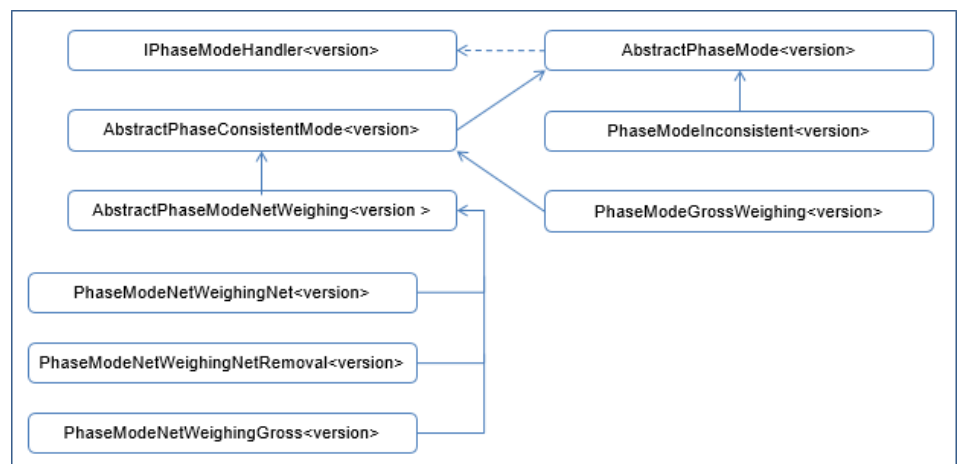 IPhaseModeHandler<version>
AbstractPhaseMode<version>
AbstractPhaseConsistentMode<version>
PhaseModeInconsistent<version>
AbstractPhaseModeNetWeighing<version >
PhaseModeGrossWeighing<version>
PhaseModeNetWeighingNet<version>
PhaseModeNetWeighingNetRemoval<version>
PhaseModeNetWeighingGross<version>